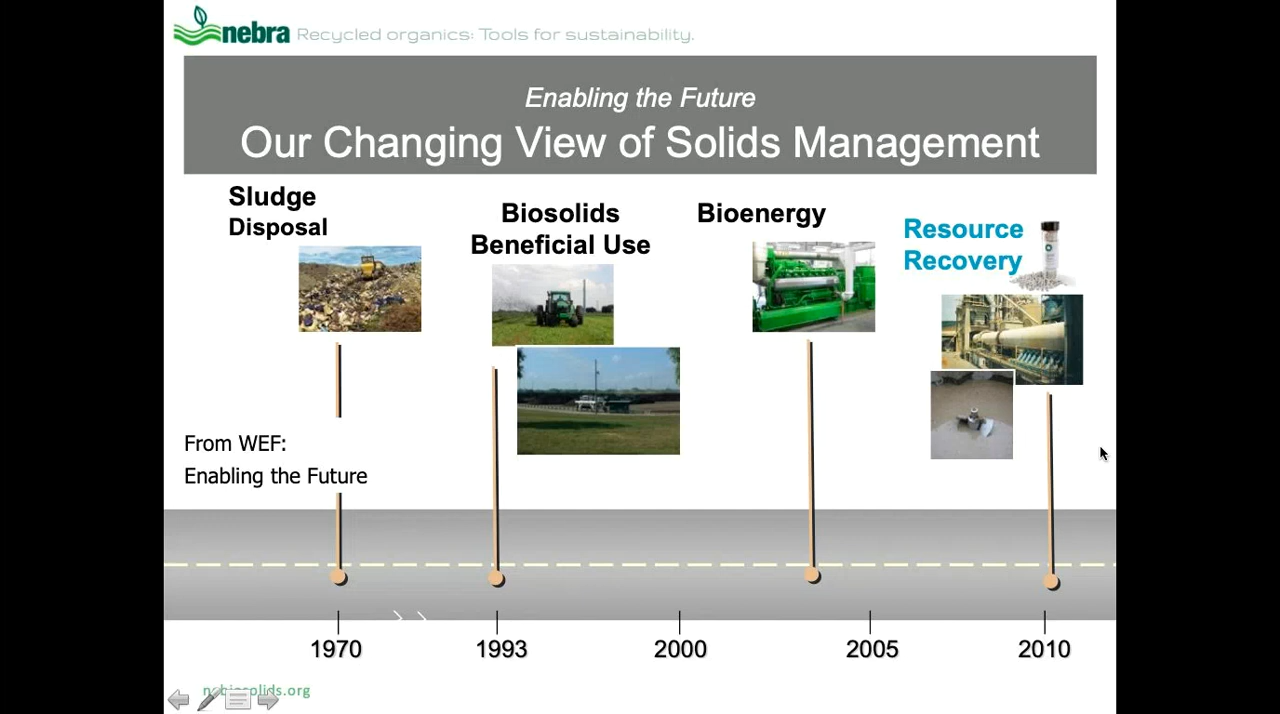 nebra Recycled organics: Tools for sustainability.
Enabling the Future
Our Changing View of Solids Management
Sludge
Disposal
Biosolids
Beneficial Use
Bioenergy
Resource
Recovery
From WEF:
Enabling the Future
1970
1993
2000
2005
2010
nebiosolids.org